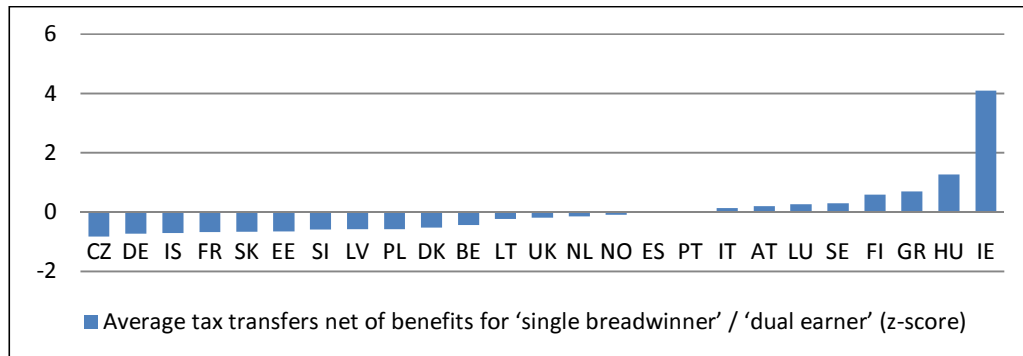 6
4
2
0
CZ DE IS FR SK EE SI LV PL DK BE LT UK NL NO ES PT IT AT LU SE FI GR HU IE
-2
Average tax transfers net of benefits for ‘single breadwinner’ / ‘dual earner’ (z-score)